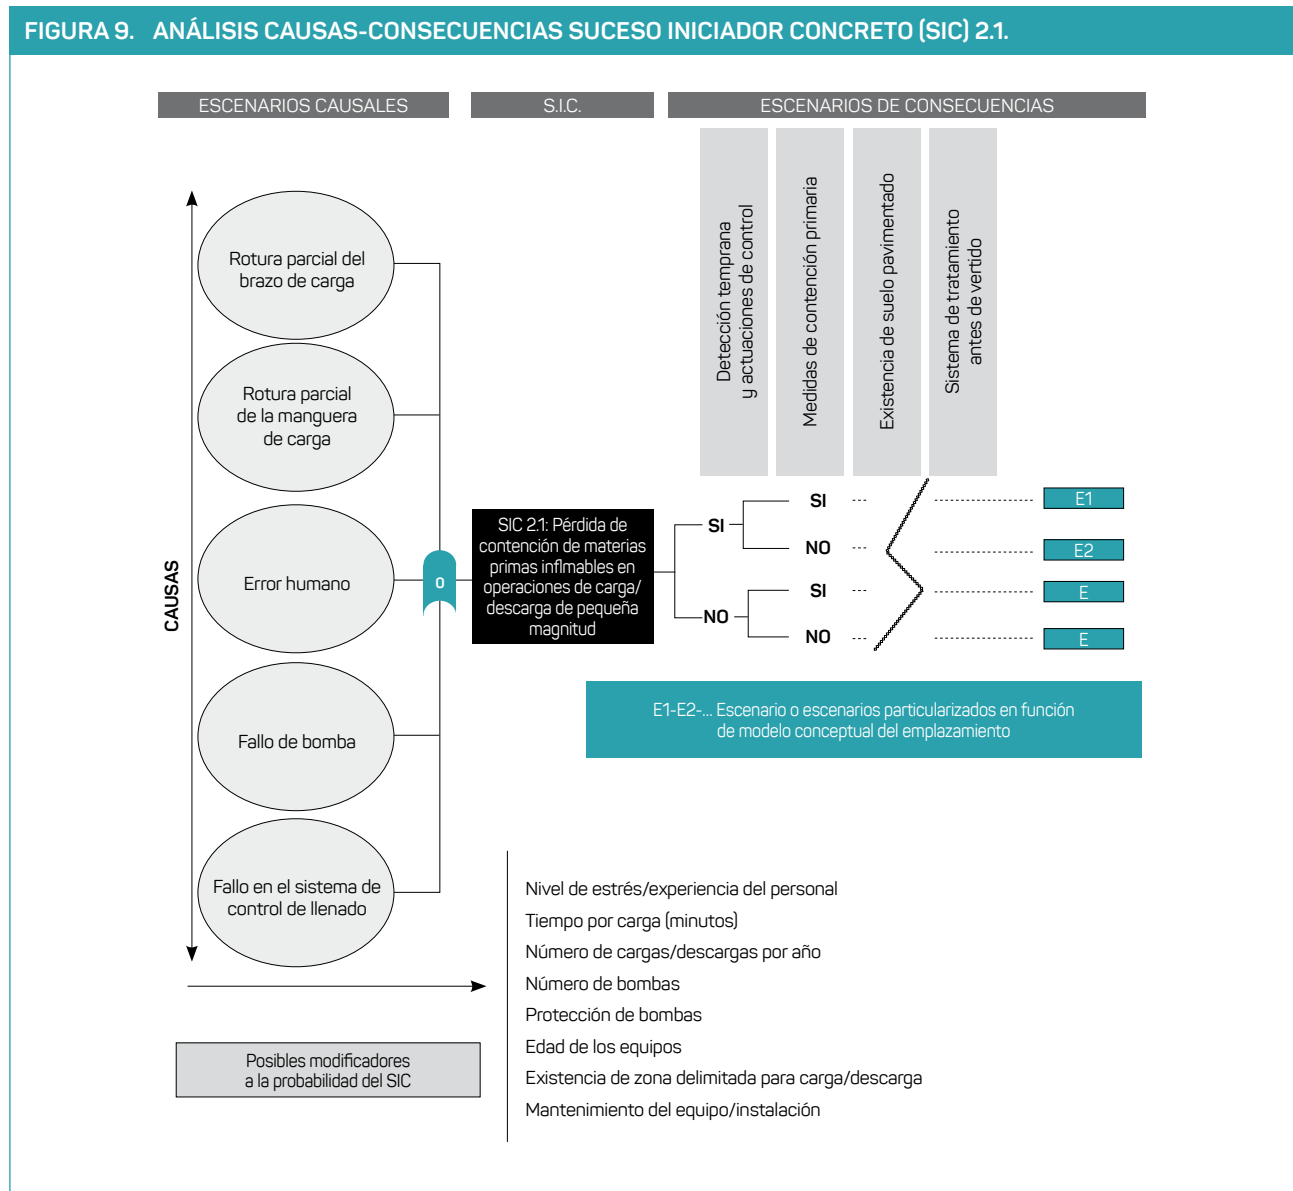 FIGURA 9. ANÁLISIS CAUSAS-CONSECUENCIAS SUCESO INICIADOR CONCRETO (SIC) 2.1.
ESCENARIOS CAUSALES
S.I.C.
ESCENARIOS DE CONSECUENCIAS
Detección temprana
y actuaciones de control
Medidas de contención primaria
Existencia de suelo pavimentado
Sistema de tratamiento
antes de vertido
CAUSAS
Rotura parcial del
brazo de carga
Rotura parcial
de la manguera
de carga
Error humano
Fallo de bomba
Fallo en el sistema de
control de llenado
O
SIC 2.1: Pérdida de
contención de materias
primas inflmables en
operaciones de carga/
descarga de pequeña
magnitud
SI
SI
NO
NO
SI
NO
E1
E2
E
E
E1-E2-... Escenario o escenarios particularizados en función
de modelo conceptual del emplazamiento
Posibles modificadores
a la probabilidad del SIC
Nivel de estrés/experiencia del personal
Tiempo por carga (minutos)
Número de cargas/descargas por año
Número de bombas
Protección de bombas
Edad de los equipos
Existencia de zona delimitada para carga/descarga
Mantenimiento del equipo/instalación